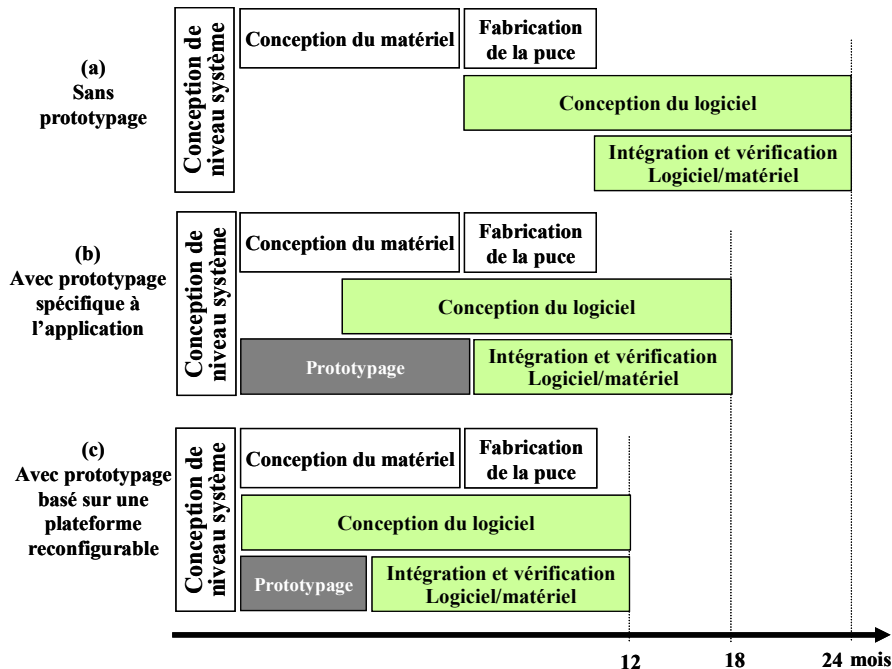 (a)
Sans
prototypage
Conception de
niveau système
Conception du matériel
Fabrication
de la puce
Conception du logiciel
Intégration et vérification
Logiciel/matériel
(b)
Avec prototypage
spécifique à
l'application
Conception de
niveau système
Conception du matériel
Fabrication
de la puce
Conception du logiciel
Prototypage
Intégration et vérification
Logiciel/matériel
(c)
Avec prototypage
basé sur une
plateforme
reconfigurable
Conception de
niveau système
Conception du matériel
Fabrication
de la puce
Conception du logiciel
Prototypage
Intégration et vérification
Logiciel/matériel
12 18 24 mois